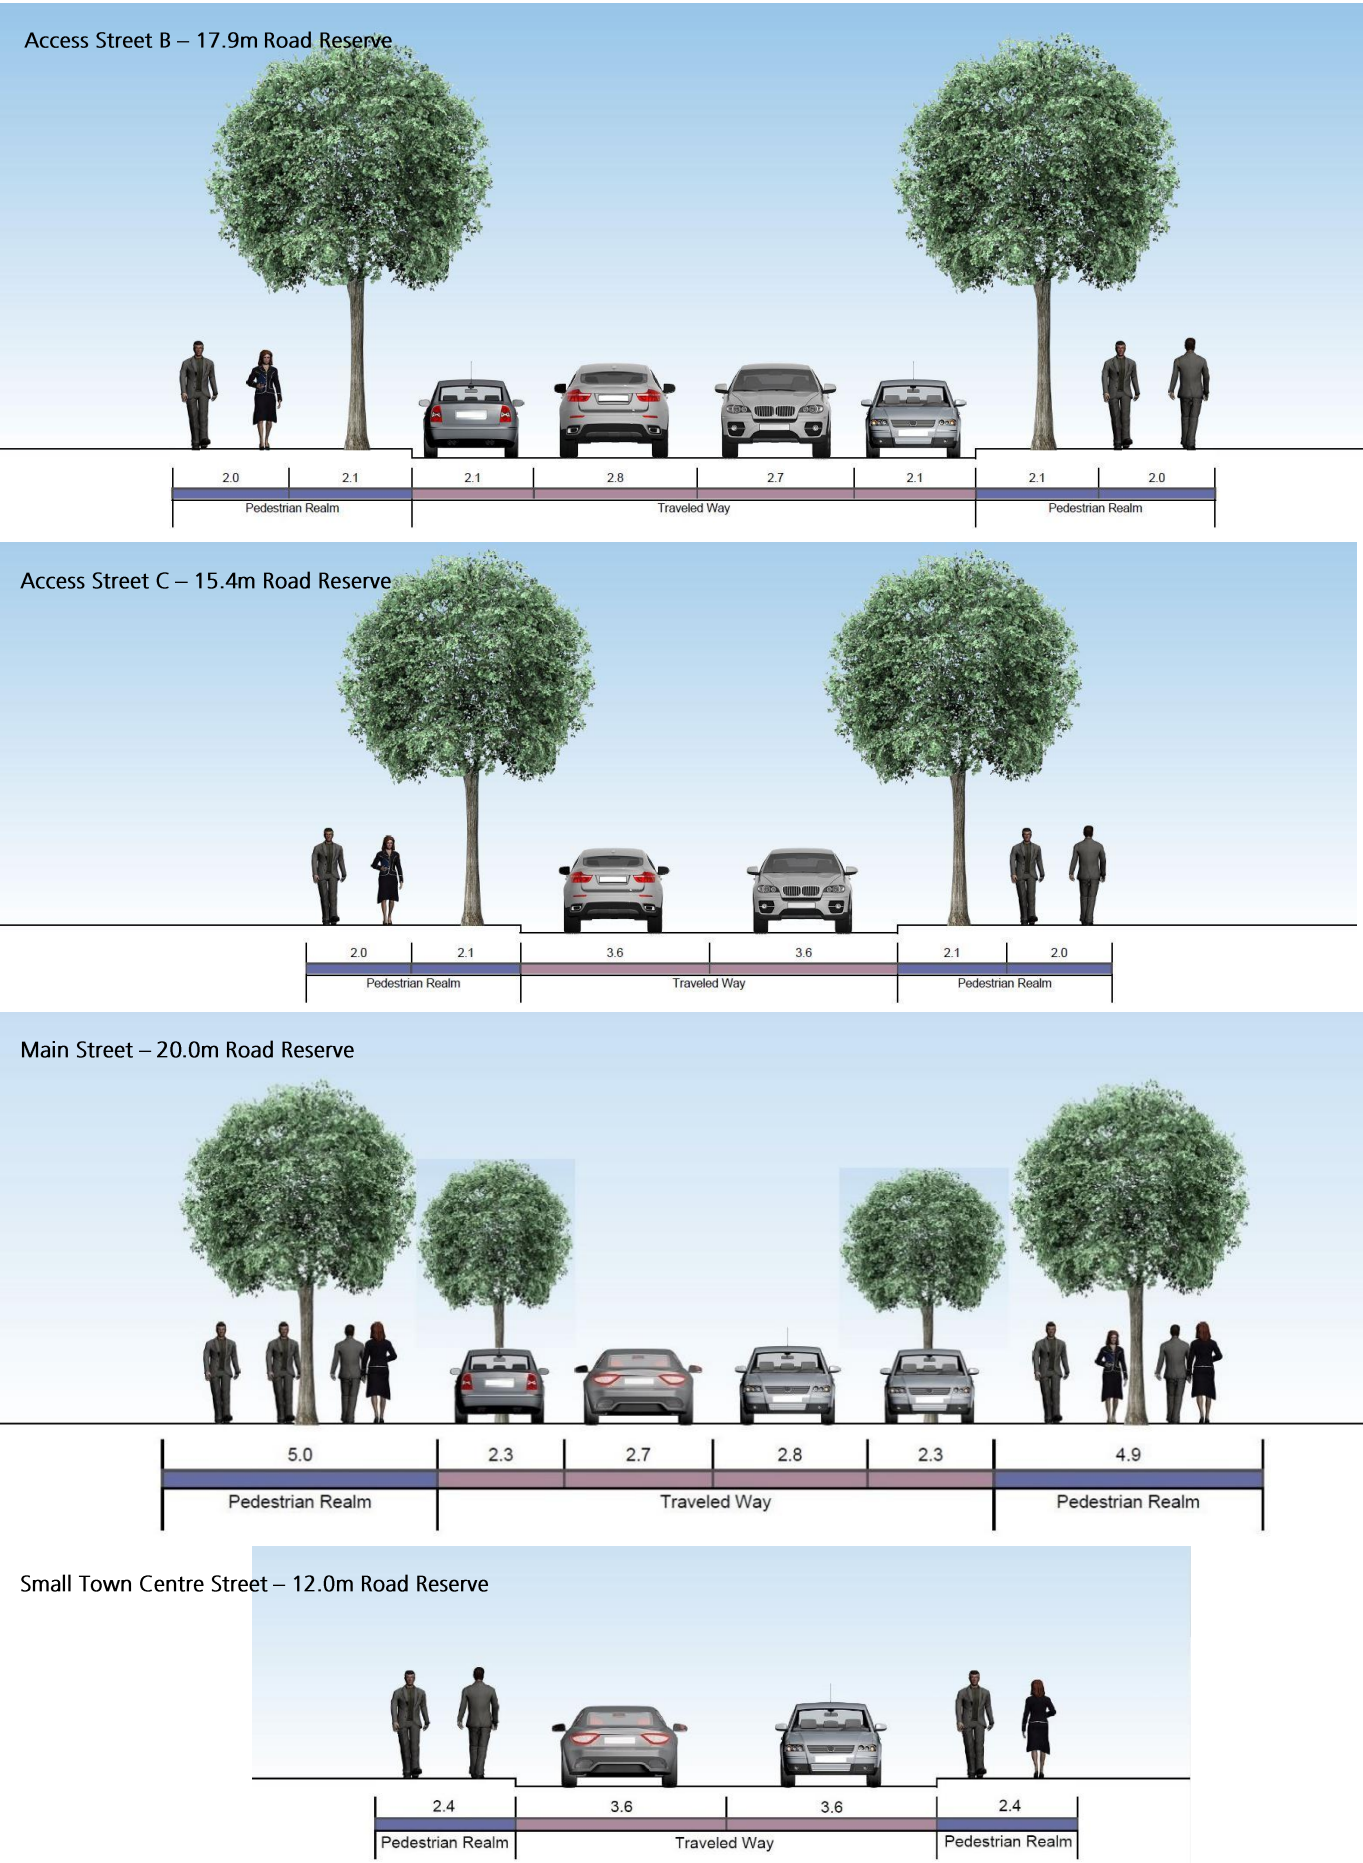 Access Street B – 17.9m Road Reserve
2.0 2.1 2.1 2.8 2.7 2.1 2.1 2.0
Pedestrian Realm Traveled Way Pedestrian Realm
Access Street C – 15.4m Road Reserve
2.0 2.1 3.6 3.6 2.1 2.0
Pedestrian Realm Traveled Way Pedestrian Realm
Main Street – 20.0m Road Reserve
5.0 2.3 2.7 2.8 2.3 4.9
Pedestrian Realm Traveled Way Pedestrian Realm
Small Town Centre Street – 12.0m Road Reserve
2.4 3.6 3.6 2.4
Pedestrian Realm Traveled Way Pedestrian Realm